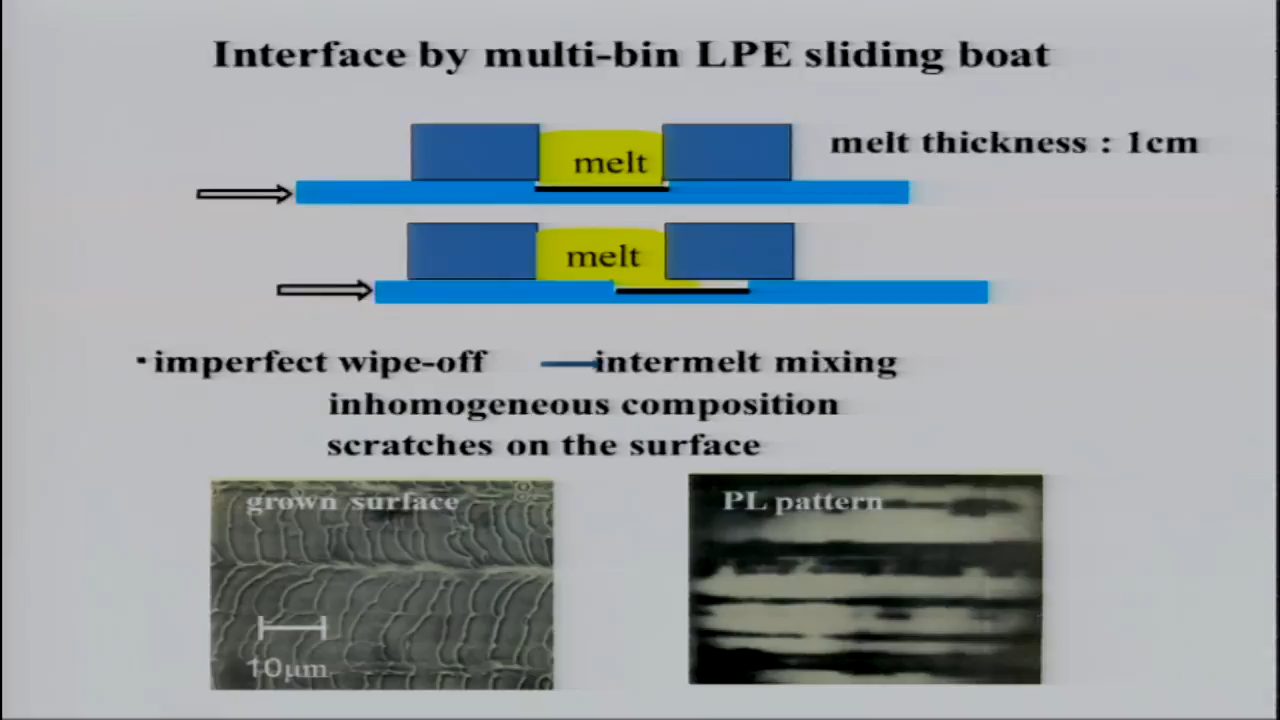 Interface by multi-bin LPE sliding boat
melt
melt thickness : 1cm
melt
・imperfect wipe-off intermelt mixing
inhomogeneous composition
scratches on the surface
grown surface
PL pattern
10μm